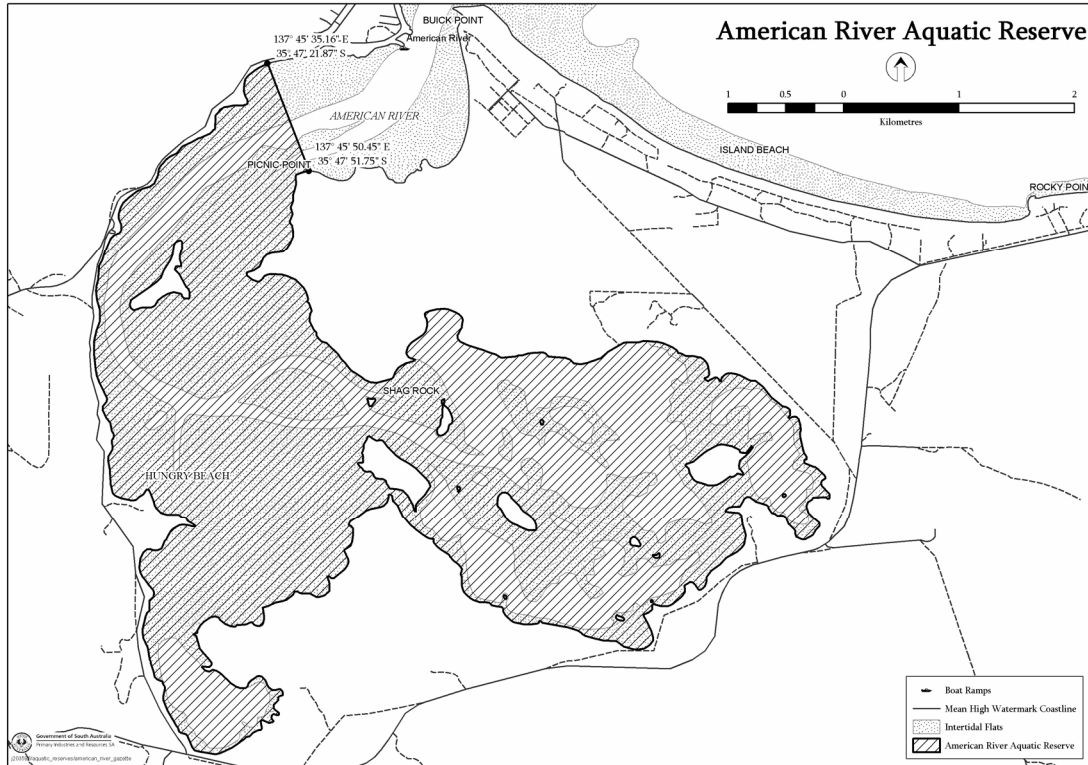 American River Aquatic Reserve
1 0.5 0 1 2
Kilometres
BUICK POINT
American River
137° 45' 35.16" E
35° 47' 21.87" S
AMERICAN RIVER
137° 45' 50.45" E
35° 47' 51.75" S
PICNIC POINT
ISLAND BEACH
ROCKY POIN
SHAG ROCK
HUNGRY BEACH
Boat Ramps
Mean High Watermark Coastline
Intertidal Flats
American River Aquatic Reserve
Government of South Australia
Primary Industries and Resources SA